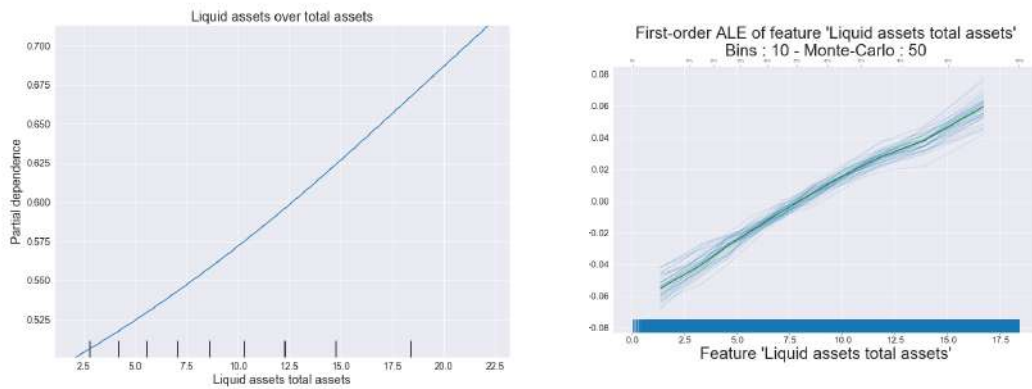 Liquid assets over total assets
0.700
0.675
0.650
0.625
0.600
0.575
0.550
0.525
Partial dependence
2.5 5.0 7.5 10.0 12.5 15.0 17.5 20.0 22.5
Liquid assets total assets
First-order ALE of feature 'Liquid assets total assets'
Bins : 10 - Monte-Carlo : 50
0.08
0.06
0.04
0.02
0.00
-0.02
-0.04
-0.06
-0.08
0.0 2.5 5.0 7.5 10.0 12.5 15.0 17.5
Feature 'Liquid assets total assets'